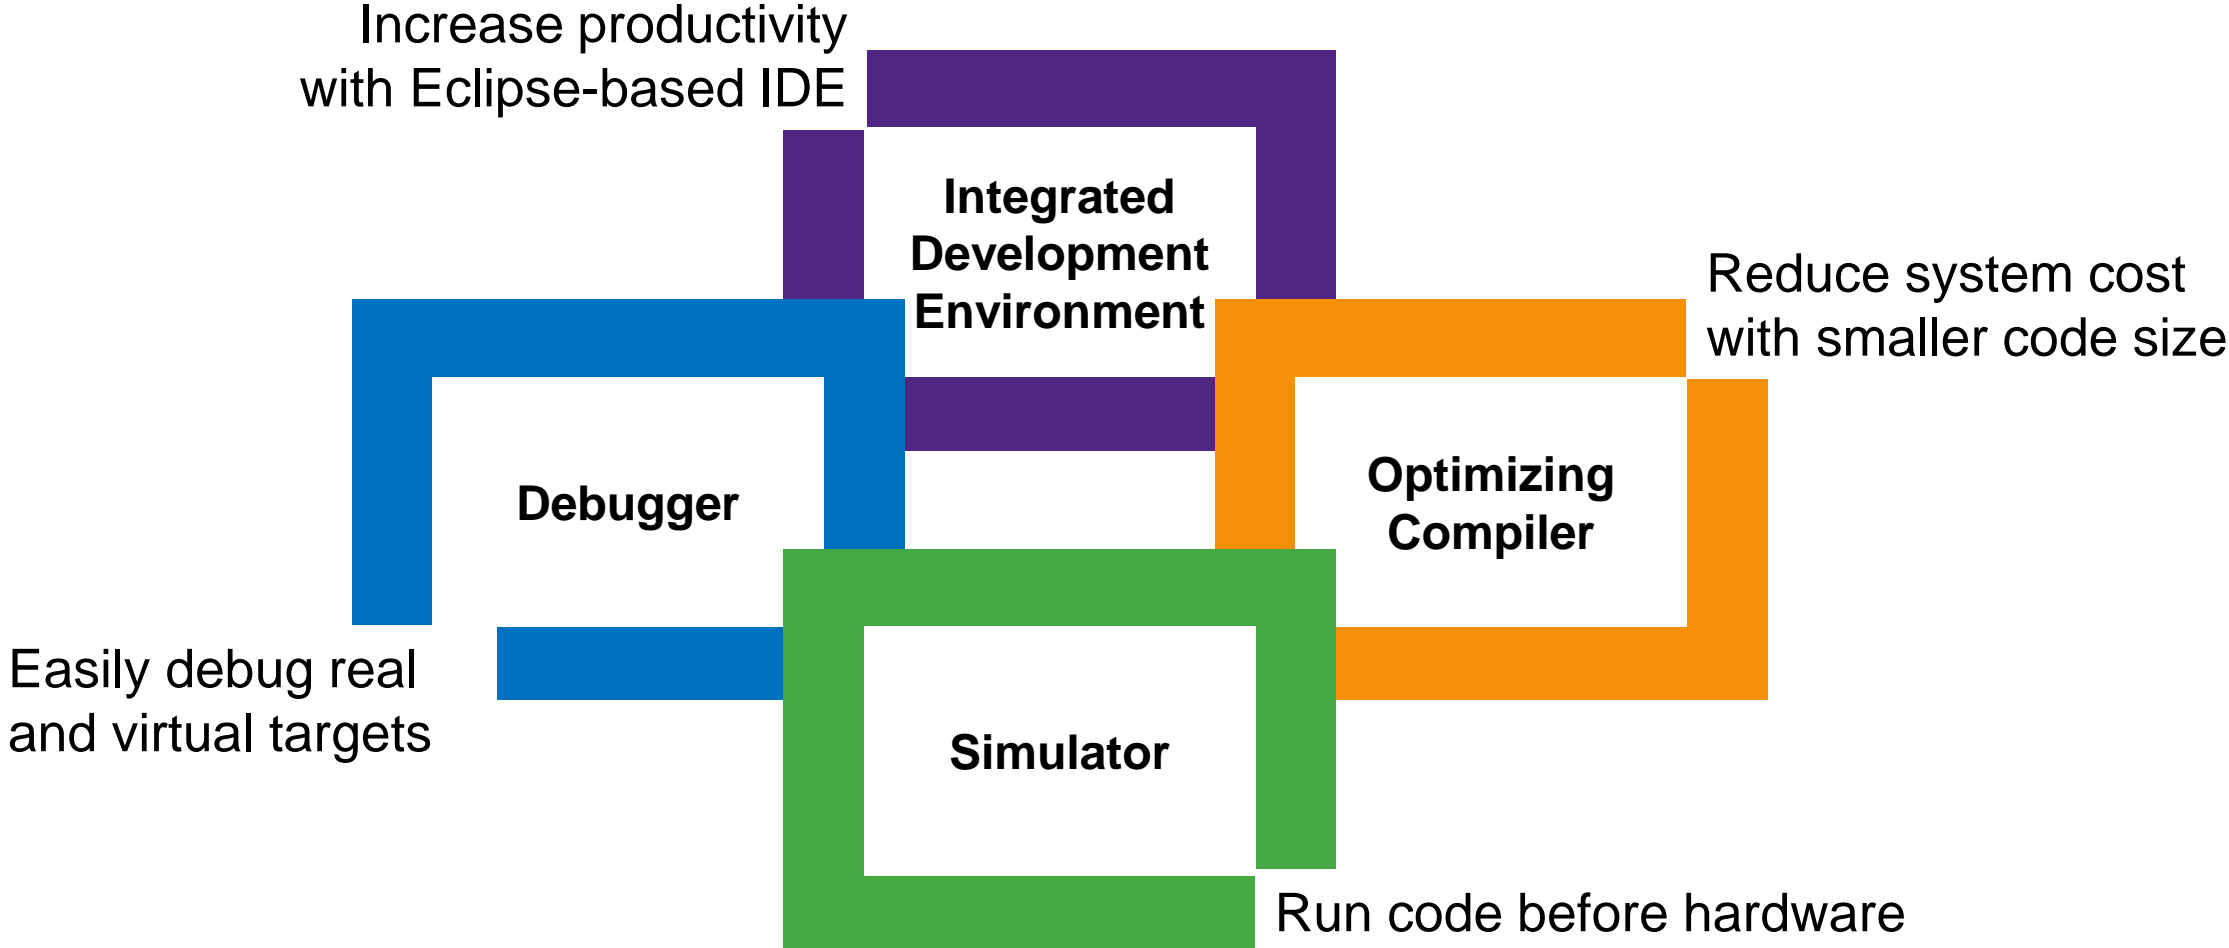 Increase productivity
with Eclipse-based IDE
Integrated
Development
Environment
Reduce system cost
with smaller code size
Debugger
Optimizing
Compiler
Easily debug real
and virtual targets
Simulator
Run code before hardware